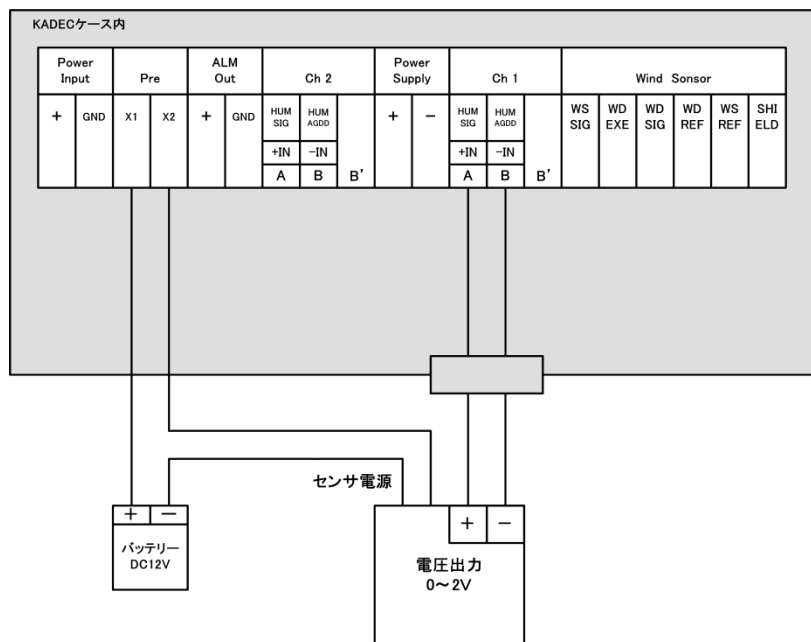 KADECケース内
Power Input
Pre
ALM Out
Ch 2
Power Supply
Ch 1
Wind Sonsor
+
GND
X1
X2
+
GND
HUM SIG
HUM AGDD
+
−
HUM SIG
HUM AGDD
WS SIG
WD EXE
WD SIG
WD REF
WS REF
SHI ELD
+IN
−IN
+IN
−IN
A
B
B'
A
B
B'
センサ電源
+
−
+
−
バッテリー
DC12V
電圧出力
0～2V